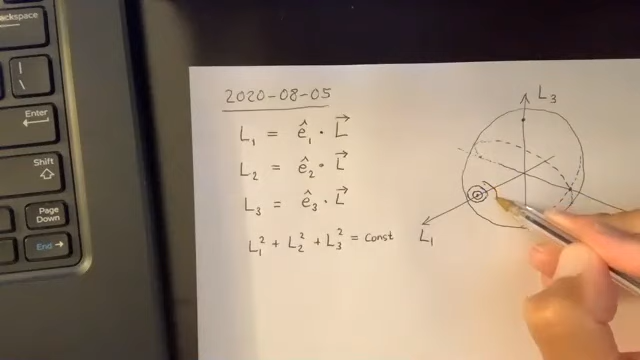 ckspace
|
\
Enter
Shift
Page
Down
End
2020-08-05
L₁ = ê₁ · L⃗
L₂ = ê₂ · L⃗
L₃ = ê₃ · L⃗
L₁² + L₂² + L₃² = const
L₃
L₁